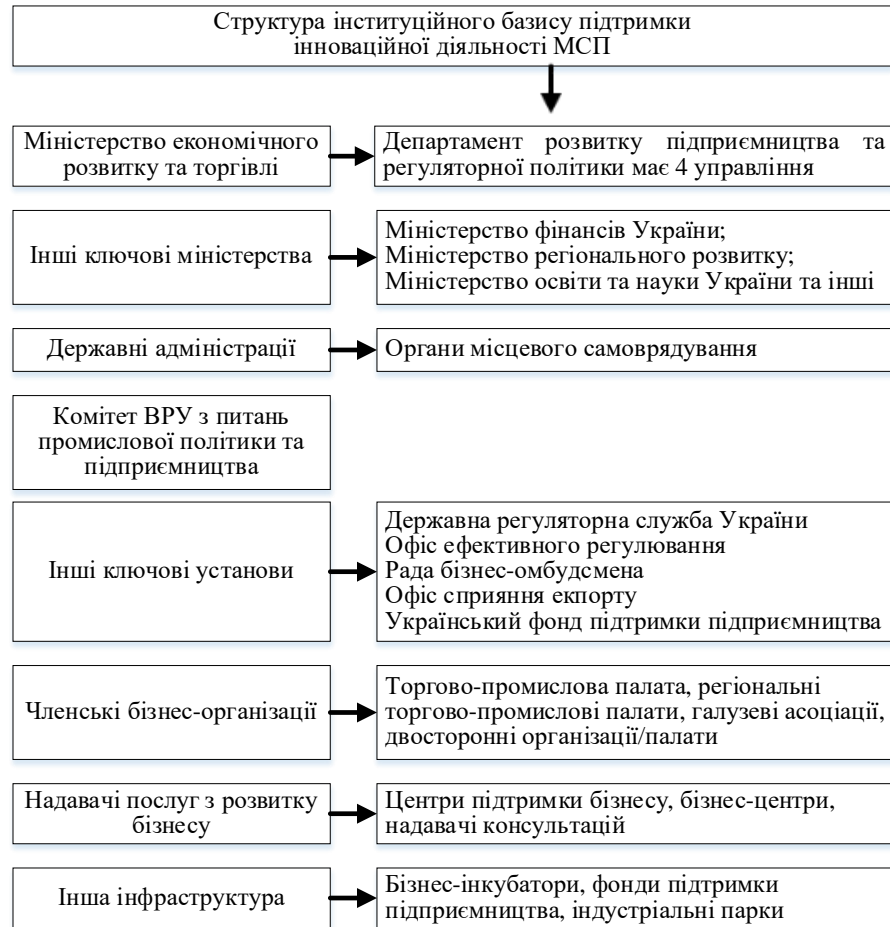 Структура інституційного базису підтримки
інноваційної діяльності МСП
Міністерство економічного
розвитку та торгівлі
Департамент розвитку підприємництва та
регуляторної політики має 4 управління
Інші ключові міністерства
Міністерство фінансів України;
Міністерство регіонального розвитку;
Міністерство освіти та науки України та інші
Державні адміністрації
Органи місцевого самоврядування
Комітет ВРУ з питань
промислової політики та
підприємництва
Інші ключові установи
Державна регуляторна служба України
Офіс ефективного регулювання
Рада бізнес-омбудсмена
Офіс сприяння експорту
Український фонд підтримки підприємництва
Членські бізнес-організації
Торгово-промислова палата, регіональні
торгово-промислові палати, галузеві асоціації,
двосторонні організації/палати
Надавачі послуг з розвитку
бізнесу
Центри підтримки бізнесу, бізнес-центри,
надавачі консультацій
Інша інфраструктура
Бізнес-інкубатори, фонди підтримки
підприємництва, індустріальні парки